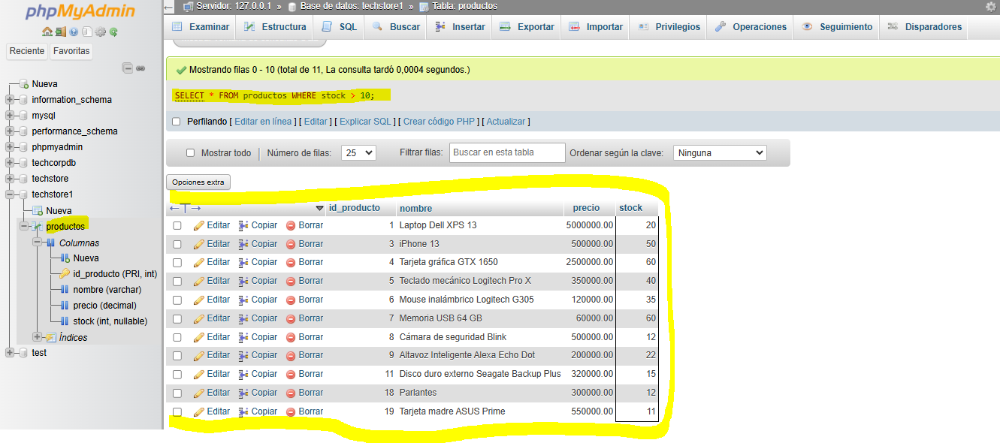 phpMyAdmin
Reciente Favoritas
Nueva
information_schema
mysql
performance_schema
phpmyadmin
techcorpdb
techstore
techstore1
Nueva
productos
Columnas
Nueva
id_producto (PRI, int)
nombre (varchar)
precio (decimal)
stock (int, nullable)
Índices
test
Servidor: 127.0.0.1 » Base de datos: techstore1 » Tabla: productos
Examinar Estructura SQL Buscar Insertar Exportar Importar Privilegios Operaciones Seguimiento Disparadores
Mostrando filas 0 - 10 (total de 11, La consulta tardó 0,0004 segundos.)
SELECT * FROM productos WHERE stock > 10;
Perfilando [ Editar en línea ] [ Editar ] [ Explicar SQL ] [ Crear código PHP ] [ Actualizar ]
Mostrar todo Número de filas: 25 Filtrar filas: Buscar en esta tabla Ordenar según la clave: Ninguna
Opciones extra
←T→ id_producto nombre precio stock
Editar Copiar Borrar 1 Laptop Dell XPS 13 5000000.00 20
Editar Copiar Borrar 3 iPhone 13 500000.00 50
Editar Copiar Borrar 4 Tarjeta gráfica GTX 1650 2500000.00 60
Editar Copiar Borrar 5 Teclado mecánico Logitech Pro X 350000.00 40
Editar Copiar Borrar 6 Mouse inalámbrico Logitech G305 120000.00 35
Editar Copiar Borrar 7 Memoria USB 64 GB 60000.00 60
Editar Copiar Borrar 8 Cámara de seguridad Blink 500000.00 12
Editar Copiar Borrar 9 Altavoz Inteligente Alexa Echo Dot 200000.00 22
Editar Copiar Borrar 11 Disco duro externo Seagate Backup Plus 320000.00 15
Editar Copiar Borrar 18 Parlantes 300000.00 12
Editar Copiar Borrar 19 Tarjeta madre ASUS Prime 550000.00 11